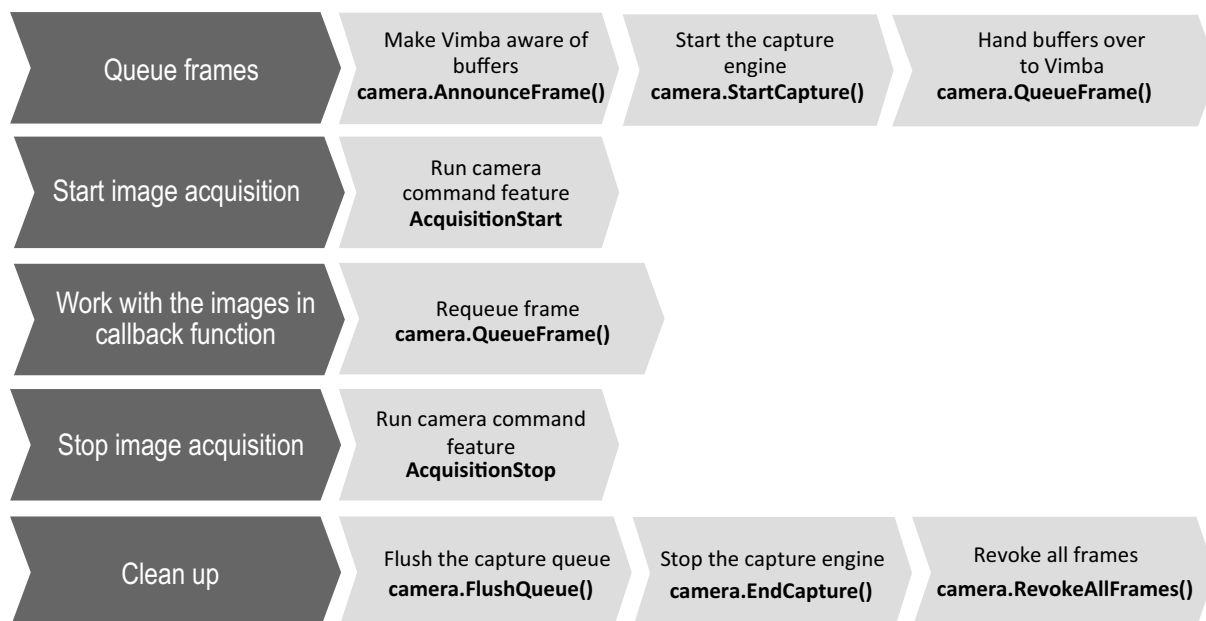 Queue frames
Make Vimba aware of
buffers
camera.AnnounceFrame()
Start the capture
engine
camera.StartCapture()
Hand buffers over
to Vimba
camera.QueueFrame()
Start image acquisition
Run camera
command feature
AcquisitionStart
Work with the images in
callback function
Requeue frame
camera.QueueFrame()
Stop image acquisition
Run camera command
feature
AcquisitionStop
Clean up
Flush the capture queue
camera.FlushQueue()
Stop the capture engine
camera.EndCapture()
Revoke all frames
camera.RevokeAllFrames()